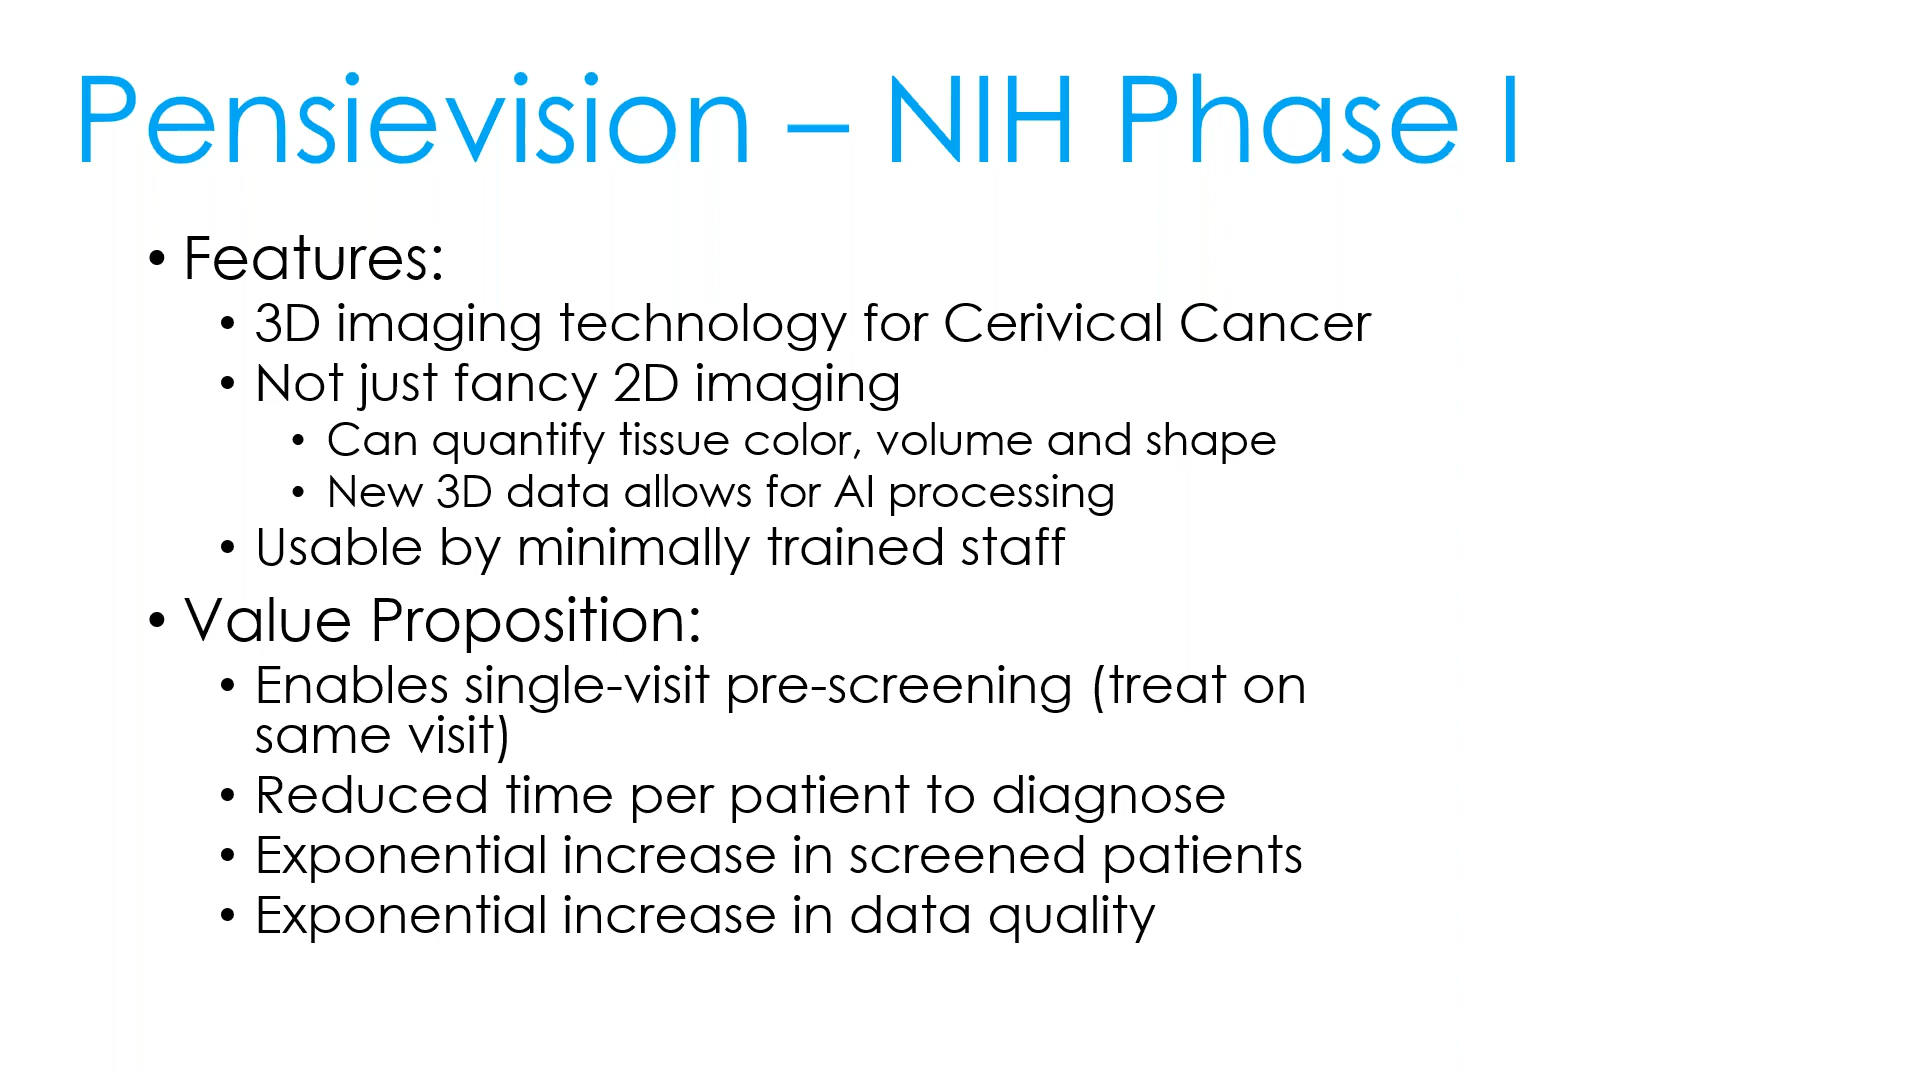 Pensievision – NIH Phase I
• Features:
• 3D imaging technology for Cerivical Cancer
• Not just fancy 2D imaging
• Can quantify tissue color, volume and shape
• New 3D data allows for AI processing
• Usable by minimally trained staff
• Value Proposition:
• Enables single-visit pre-screening (treat on
same visit)
• Reduced time per patient to diagnose
• Exponential increase in screened patients
• Exponential increase in data quality